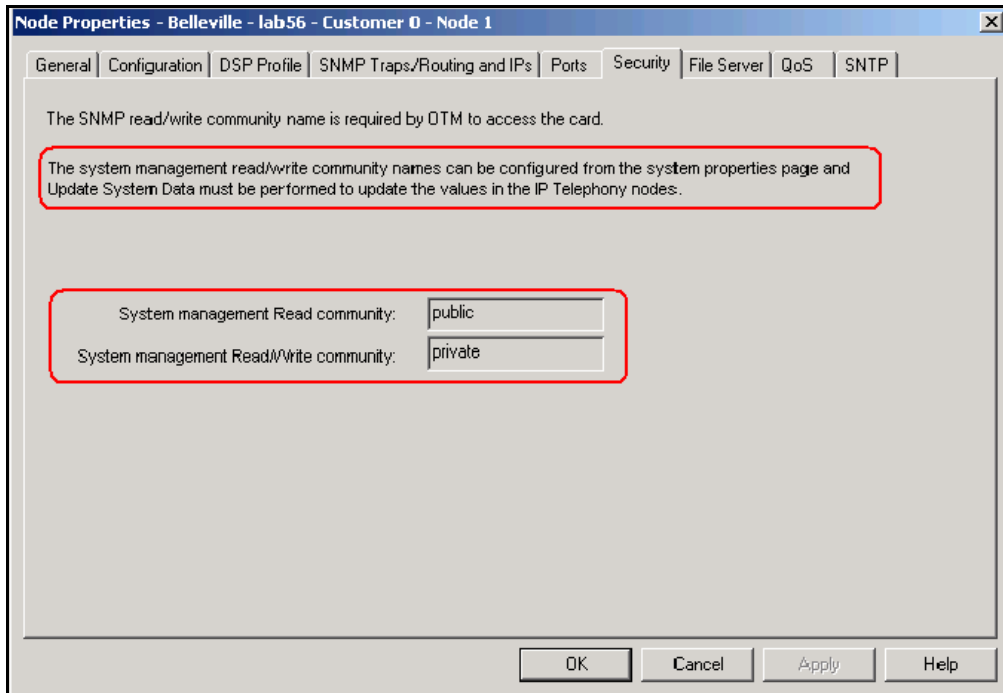 Node Properties - Belleville - lab56 - Customer 0 - Node 1
General Configuration DSP Profile SNMP Traps/Routing and IPs Ports Security File Server QoS SNTP
The SNMP read/write community name is required by OTM to access the card.
The system management read/write community names can be configured from the system properties page and
Update System Data must be performed to update the values in the IP Telephony nodes.
System management Read community: public
System management Read/Write community: private
OK Cancel Apply Help